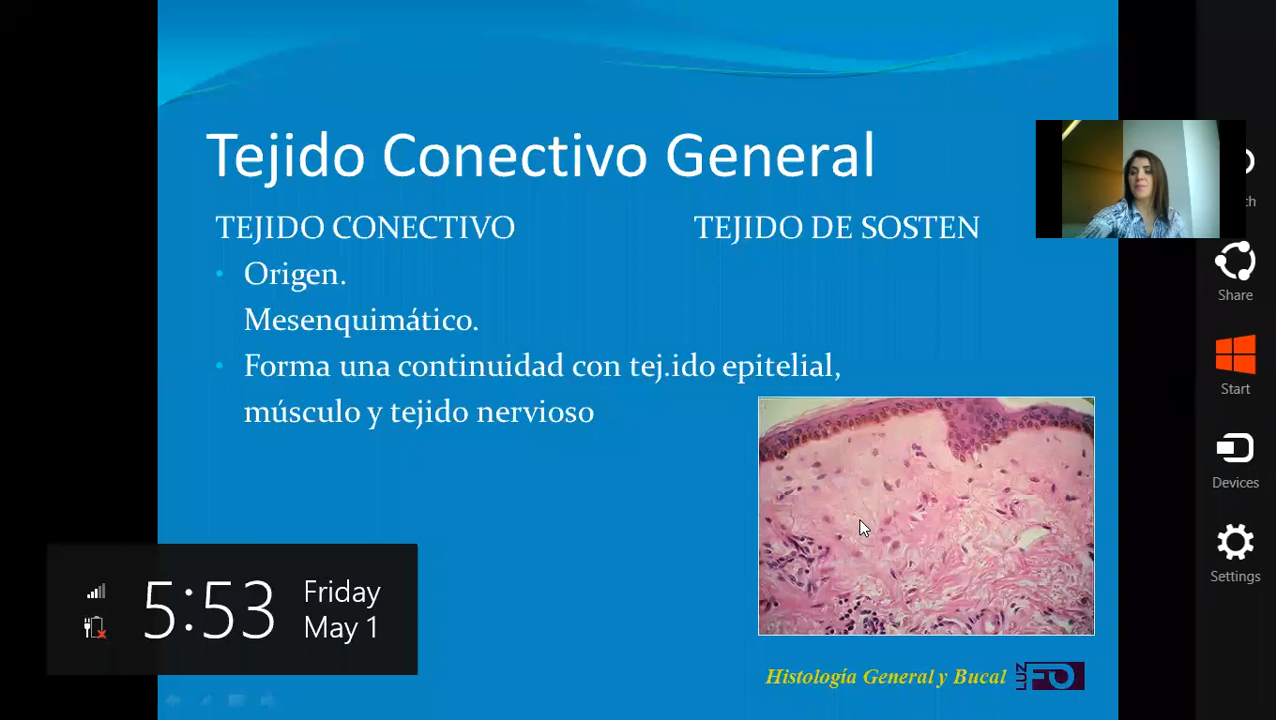 Tejido Conectivo General
TEJIDO CONECTIVO
TEJIDO DE SOSTEN
Origen.
Mesenquimático.
Forma una continuidad con tej.ido epitelial,
músculo y tejido nervioso
Histología General y Bucal
LUZ
FO
5:53
Friday
May 1
Share
Start
Devices
Settings